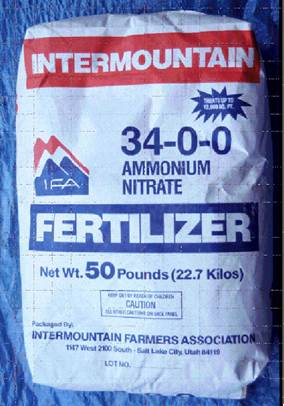 INTERMOUNTAIN
TREATS UP TO
10,000 SQ. FT.
34-0-0
AMMONIUM
NITRATE
IFA
FERTILIZER
Net Wt. 50 Pounds (22.7 Kilos)
KEEP OUT OF REACH OF CHILDREN
CAUTION
SEE OTHER CAUTIONS ON BACK PANEL
Packaged By:
INTERMOUNTAIN FARMERS ASSOCIATION
1147 West 2100 South - Salt Lake City, Utah 84119
LOT NO.